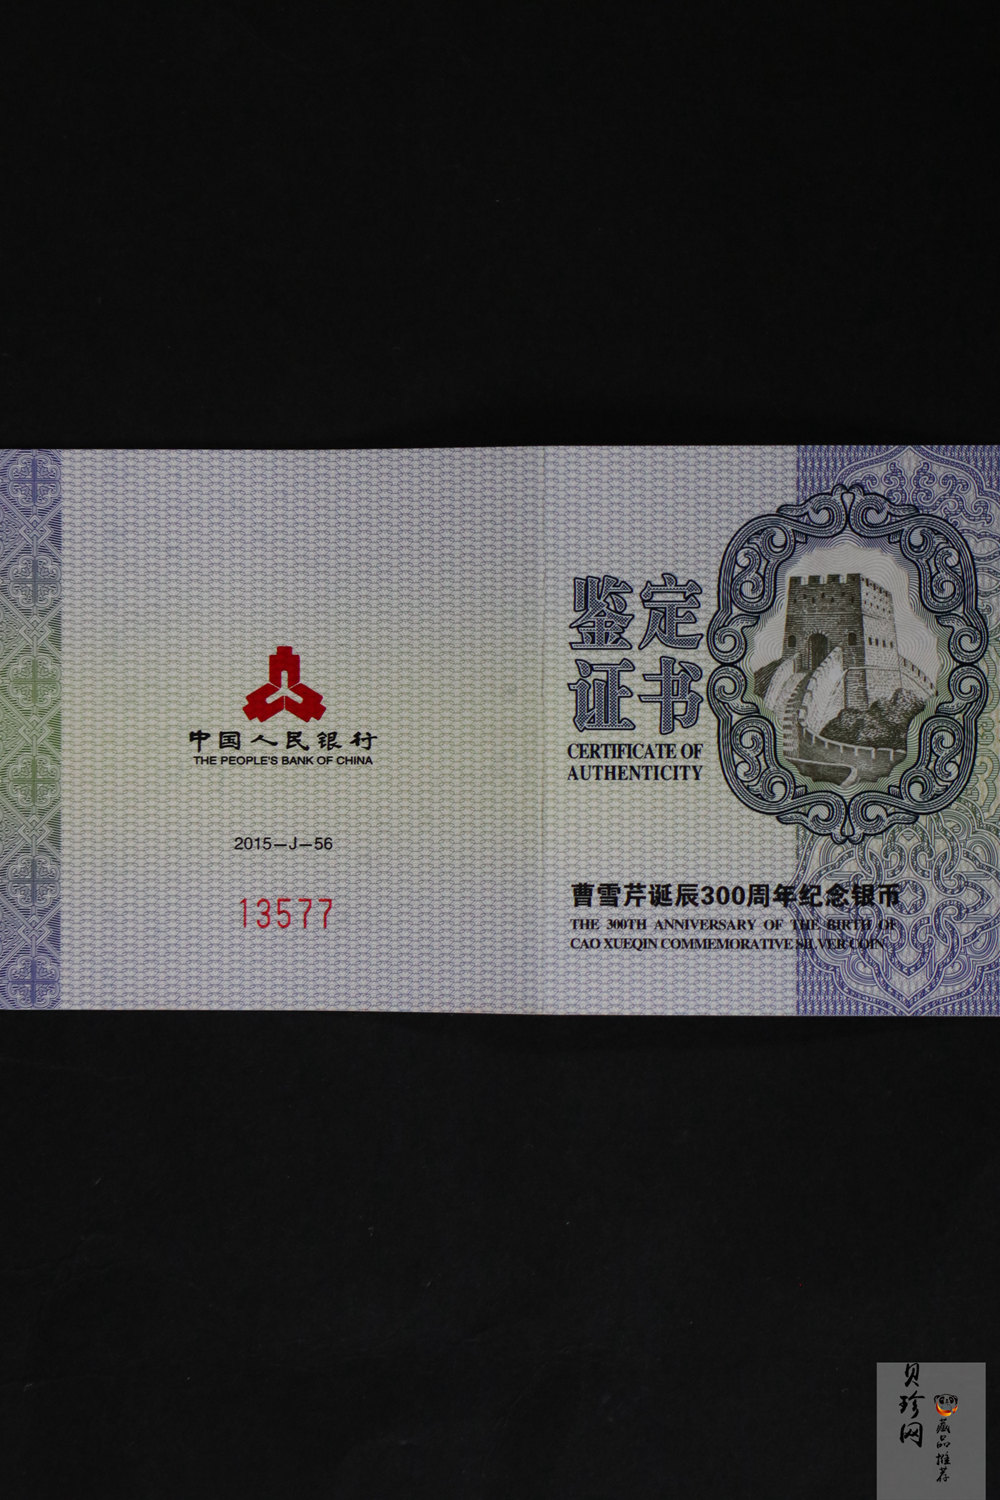 中国人民银行
THE PEOPLE'S BANK OF CHINA
2015-J-56
13577
鉴定
证书
CERTIFICATE OF
AUTHENTICITY
曹雪芹诞辰300周年纪念银币
THE 300TH ANNIVERSARY OF THE BIRTH OF
CAO XUEQIN COMMEMORATIVE SILVER COIN
贝珍网
藏品推荐